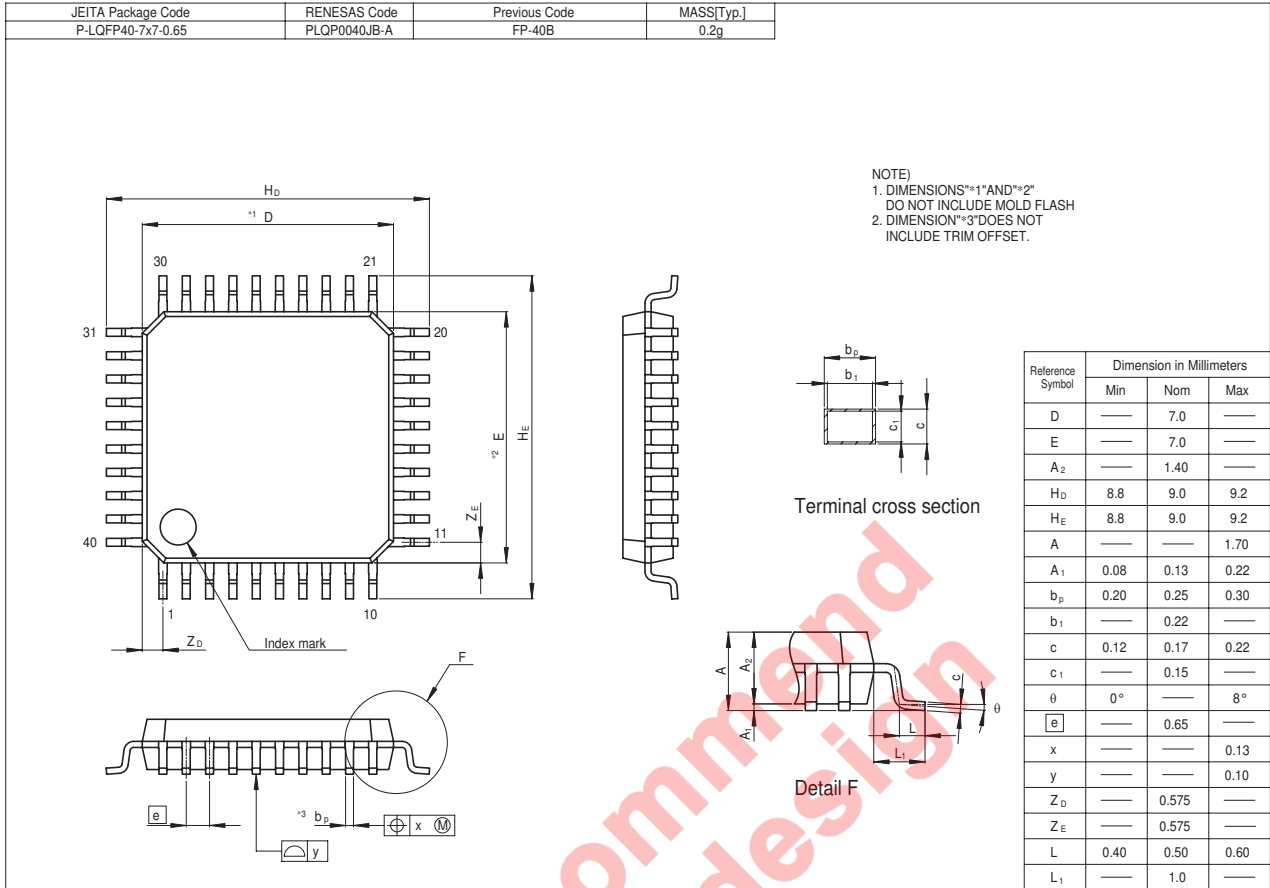 JEITA Package Code RENESAS Code Previous Code MASS[Typ.]
P-LQFP40-7x7-0.65 PLQP0040JB-A FP-40B 0.2g
NOTE)
1. DIMENSIONS"*1"AND"*2"
DO NOT INCLUDE MOLD FLASH
2. DIMENSION"*3"DOES NOT
INCLUDE TRIM OFFSET.
HD
*1 D
30 21
31 20
*2 E
HE
ZE
40 11
1 10
ZD
Index mark
F
e
*3 bp
x M
y
bp
b1
c1
c
Terminal cross section
A
A2
A1
L
L1
c
θ
Detail F
Reference Symbol Dimension in Millimeters
Min Nom Max
D — 7.0 —
E — 7.0 —
A2 — 1.40 —
HD 8.8 9.0 9.2
HE 8.8 9.0 9.2
A — — 1.70
A1 0.08 0.13 0.22
bp 0.20 0.25 0.30
b1 — 0.22 —
c 0.12 0.17 0.22
c1 — 0.15 —
θ 0° — 8°
e — 0.65 —
x — — 0.13
y — — 0.10
ZD — 0.575 —
ZE — 0.575 —
L 0.40 0.50 0.60
L1 — 1.0 —
ommend
design